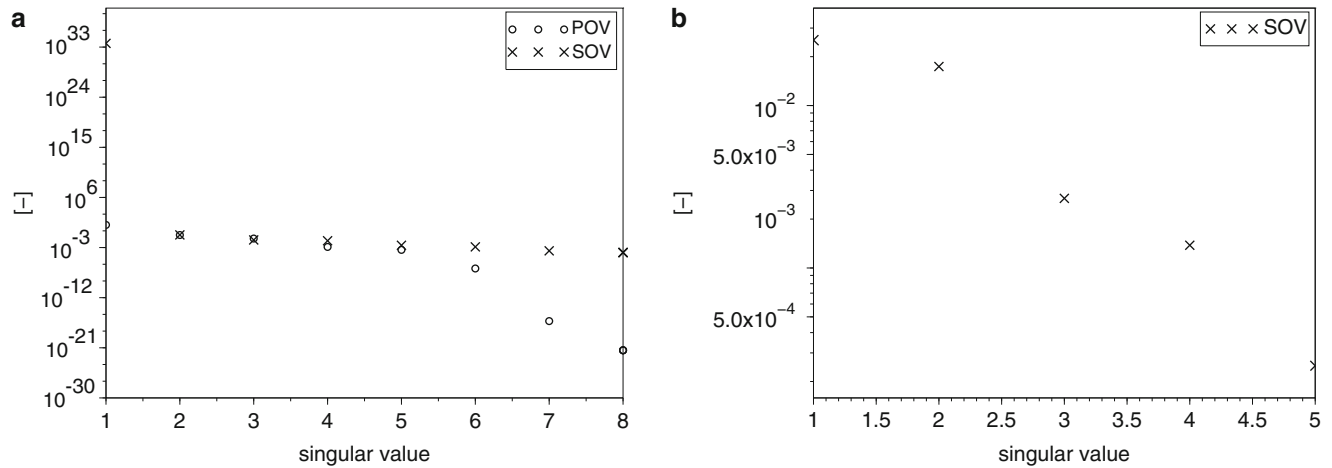 a
POV
SOV
10^33
10^24
10^15
10^6
10^-3
10^-12
10^-21
10^-30
[−]
1 2 3 4 5 6 7 8
singular value
b
SOV
10^-2
5.0x10^-3
10^-3
5.0x10^-4
[−]
1 1.5 2 2.5 3 3.5 4 4.5 5
singular value